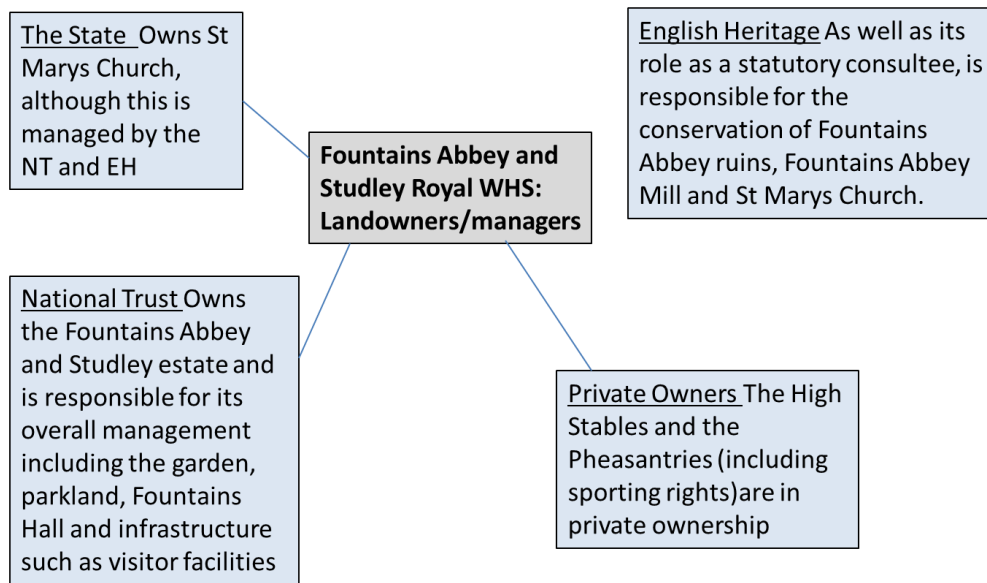 The State Owns St
Marys Church,
although this is
managed by the
NT and EH
English Heritage As well as its
role as a statutory consultee, is
responsible for the
conservation of Fountains
Abbey ruins, Fountains Abbey
Mill and St Marys Church.
Fountains Abbey and
Studley Royal WHS:
Landowners/managers
National Trust Owns
the Fountains Abbey
and Studley estate and
is responsible for its
overall management
including the garden,
parkland, Fountains
Hall and infrastructure
such as visitor facilities
Private Owners The High
Stables and the
Pheasantries (including
sporting rights)are in
private ownership